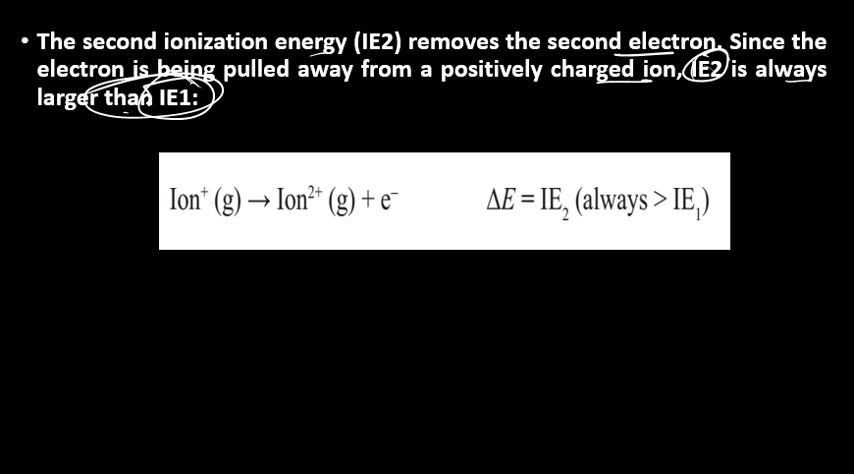 • The second ionization energy (IE2) removes the second electron. Since the
electron is being pulled away from a positively charged ion, IE2 is always
larger than IE1:
Ion⁺ (g) → Ion²⁺ (g) + e⁻ ΔE = IE₂ (always > IE₁)